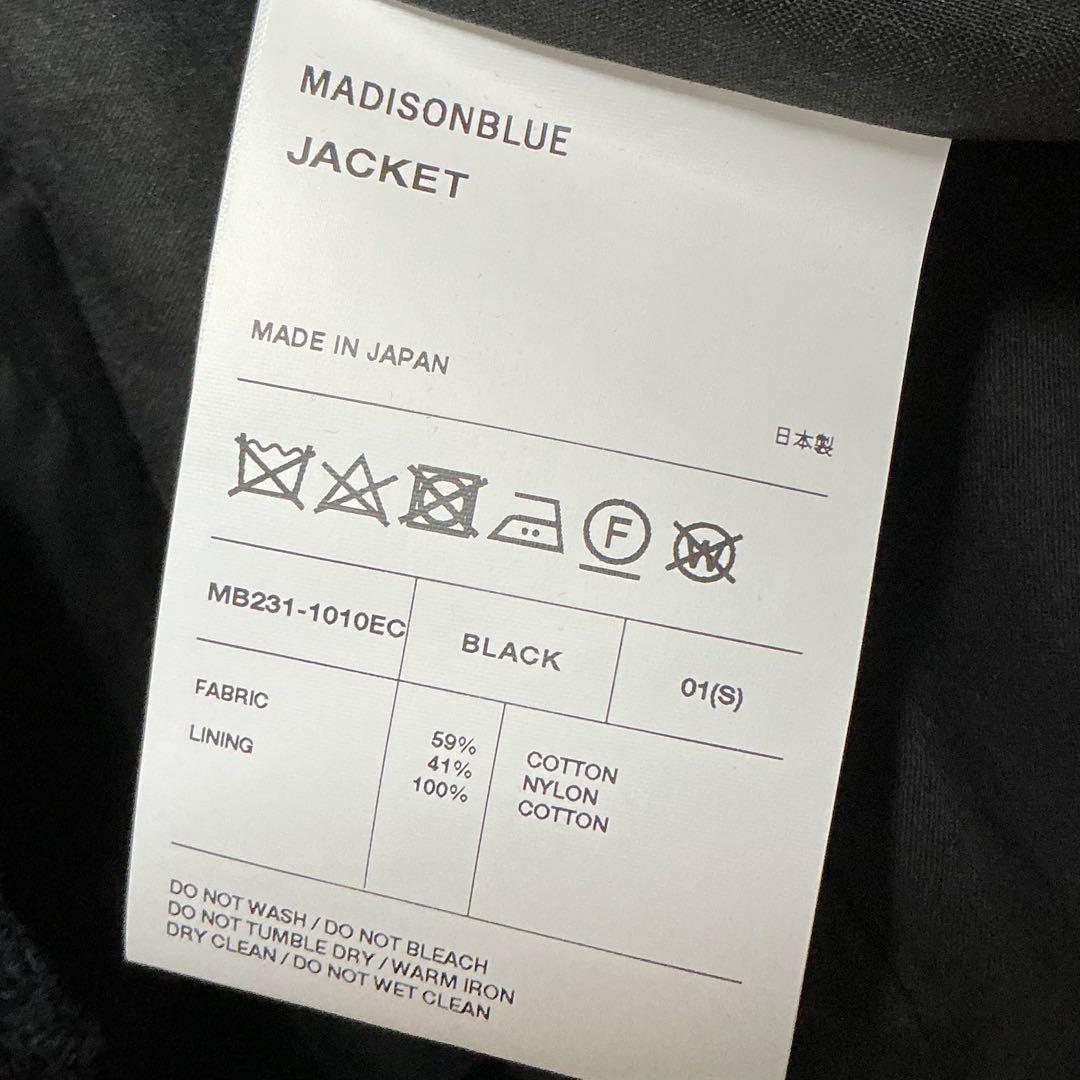 MADISONBLUE
JACKET
MADE IN JAPAN
日本製
F W
MB231-1010EC BLACK 01(S)
FABRIC 59% COTTON
41% NYLON
LINING 100% COTTON
DO NOT WASH / DO NOT BLEACH
DO NOT TUMBLE DRY / WARM IRON
DRY CLEAN / DO NOT WET CLEAN